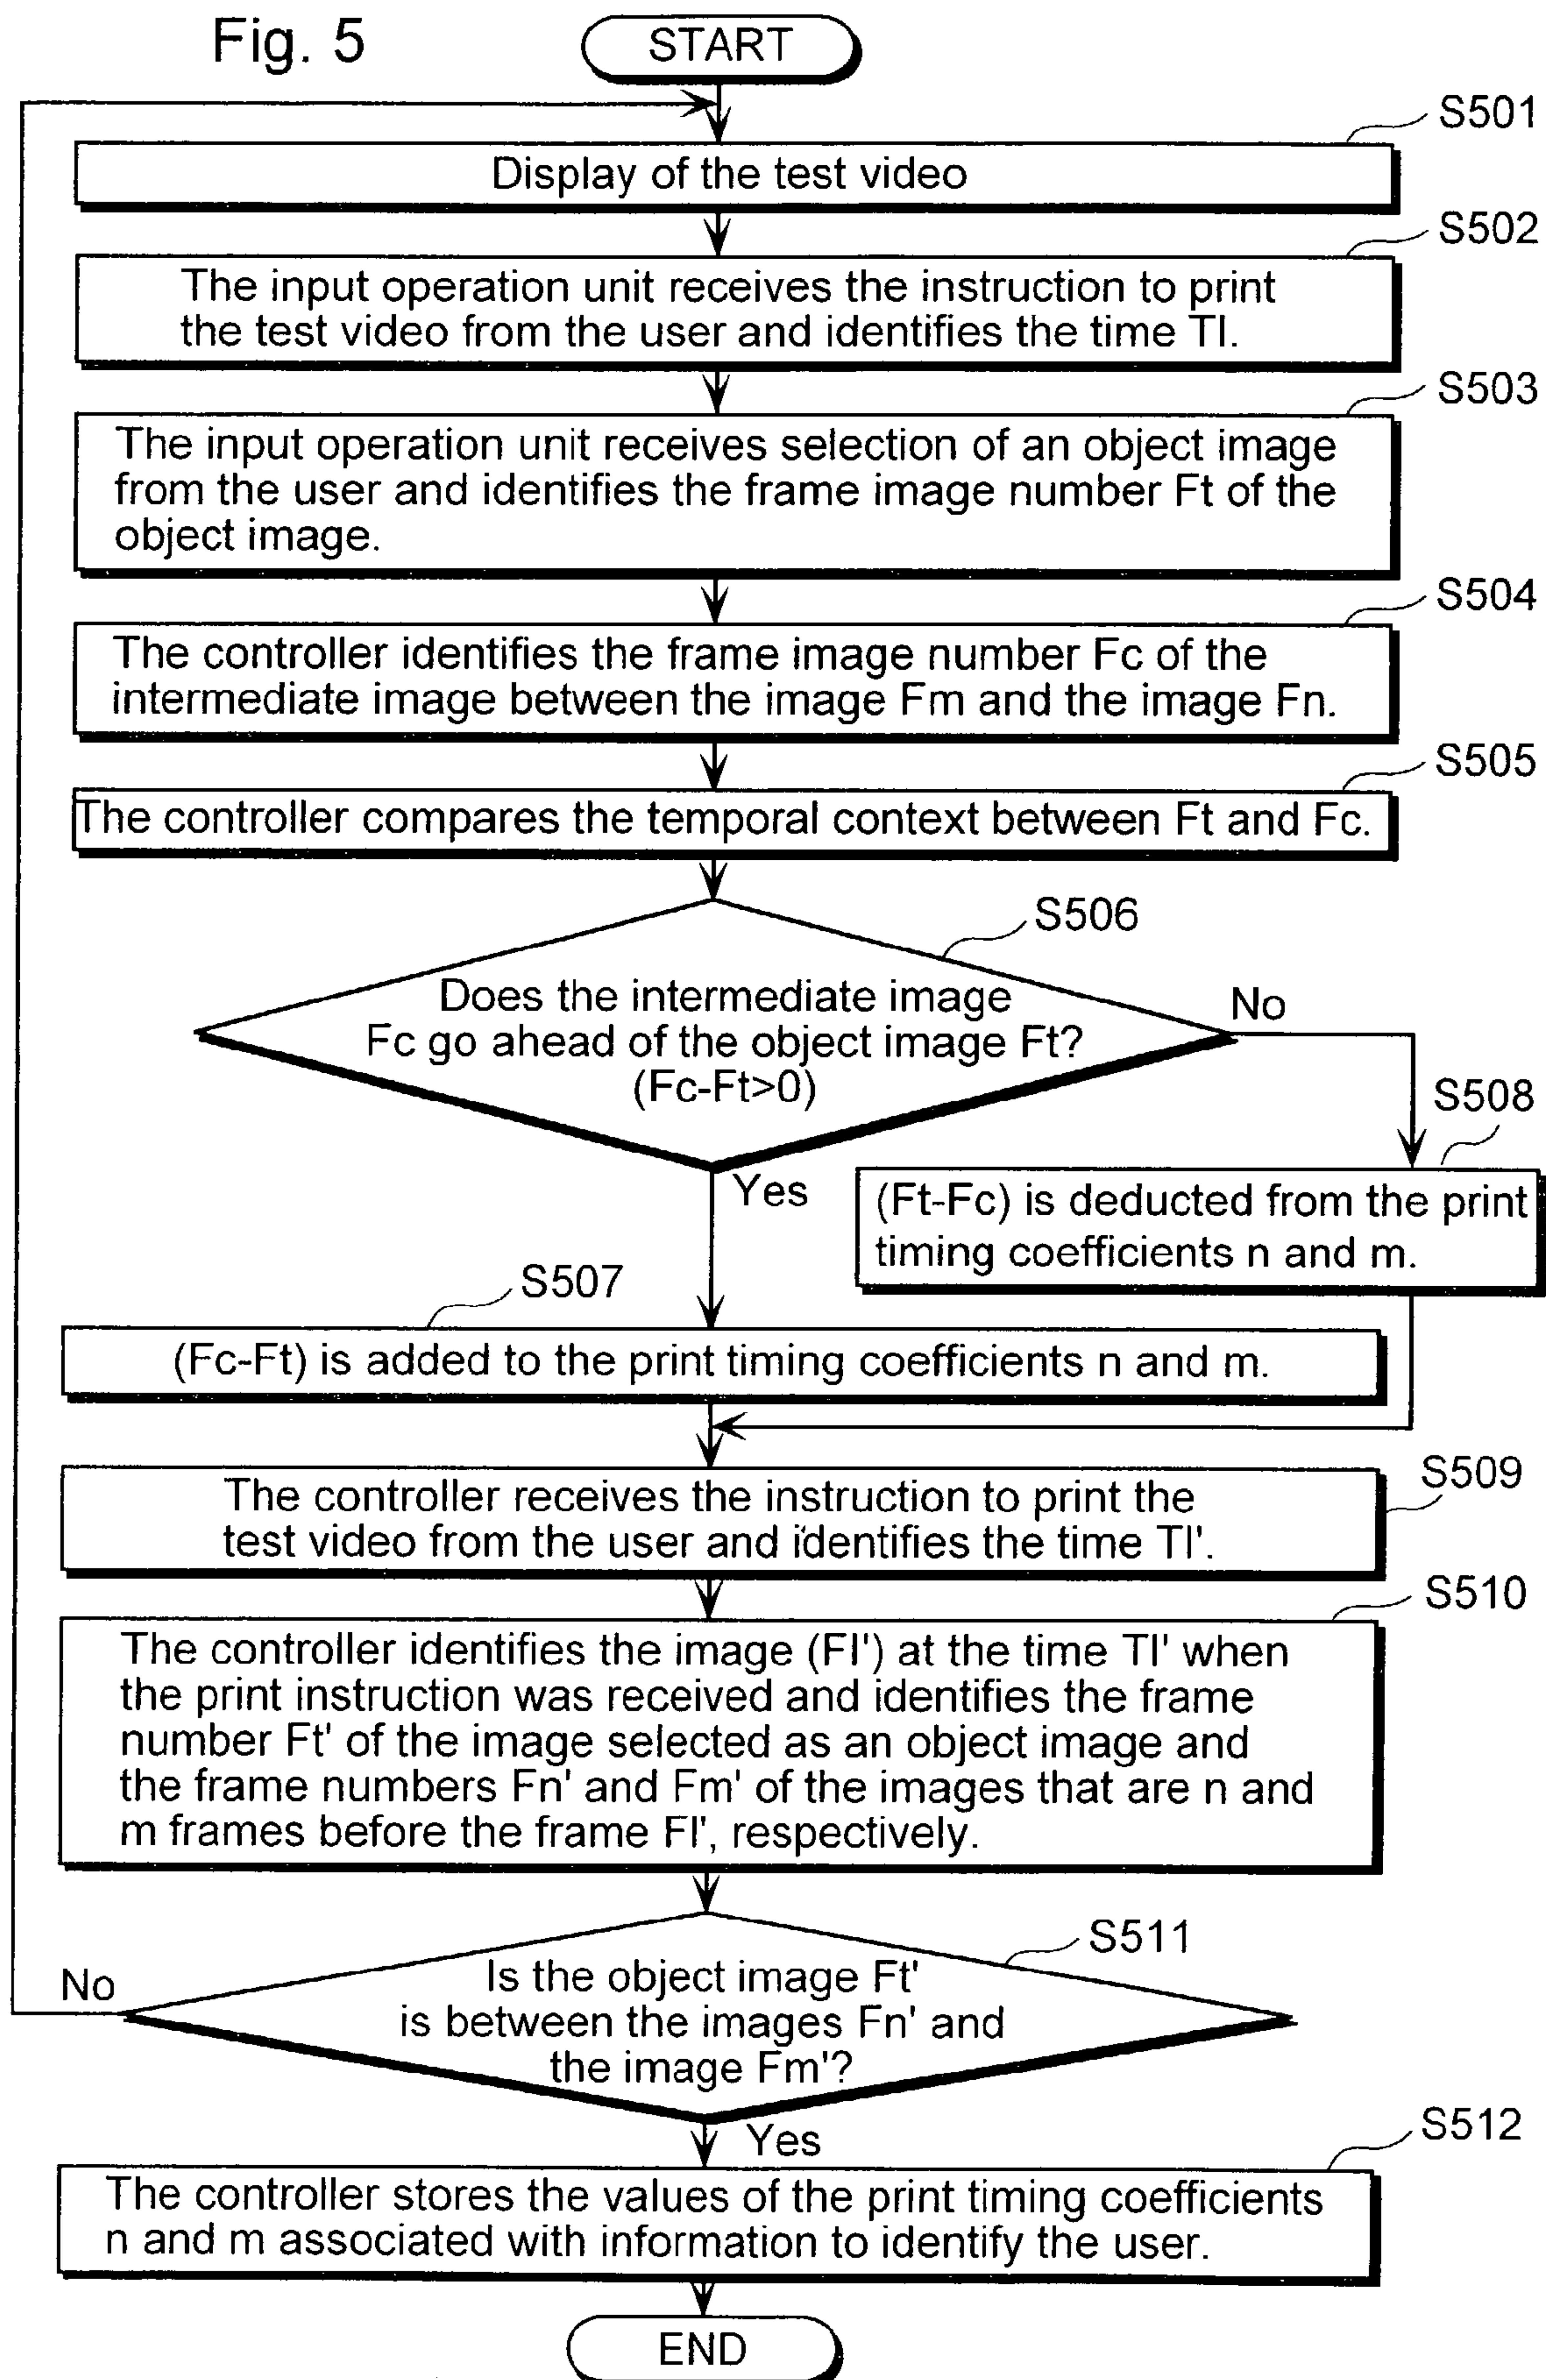 Fig. 5
START
S501
Display of the test video
S502
The input operation unit receives the instruction to print
the test video from the user and identifies the time TI.
S503
The input operation unit receives selection of an object image
from the user and identifies the frame image number Ft of the
object image.
S504
The controller identifies the frame image number Fc of the
intermediate image between the image Fm and the image Fn.
S505
The controller compares the temporal context between Ft and Fc.
S506
Does the intermediate image
Fc go ahead of the object image Ft?
(Fc-Ft>0)
No
S508
Yes
(Ft-Fc) is deducted from the print
timing coefficients n and m.
S507
(Fc-Ft) is added to the print timing coefficients n and m.
S509
The controller receives the instruction to print the
test video from the user and identifies the time TI'.
S510
The controller identifies the image (FI') at the time TI' when
the print instruction was received and identifies the frame
number Ft' of the image selected as an object image and
the frame numbers Fn' and Fm' of the images that are n and
m frames before the frame FI', respectively.
S511
No
Is the object image Ft'
is between the images Fn' and
the image Fm'?
Yes
S512
The controller stores the values of the print timing coefficients
n and m associated with information to identify the user.
END